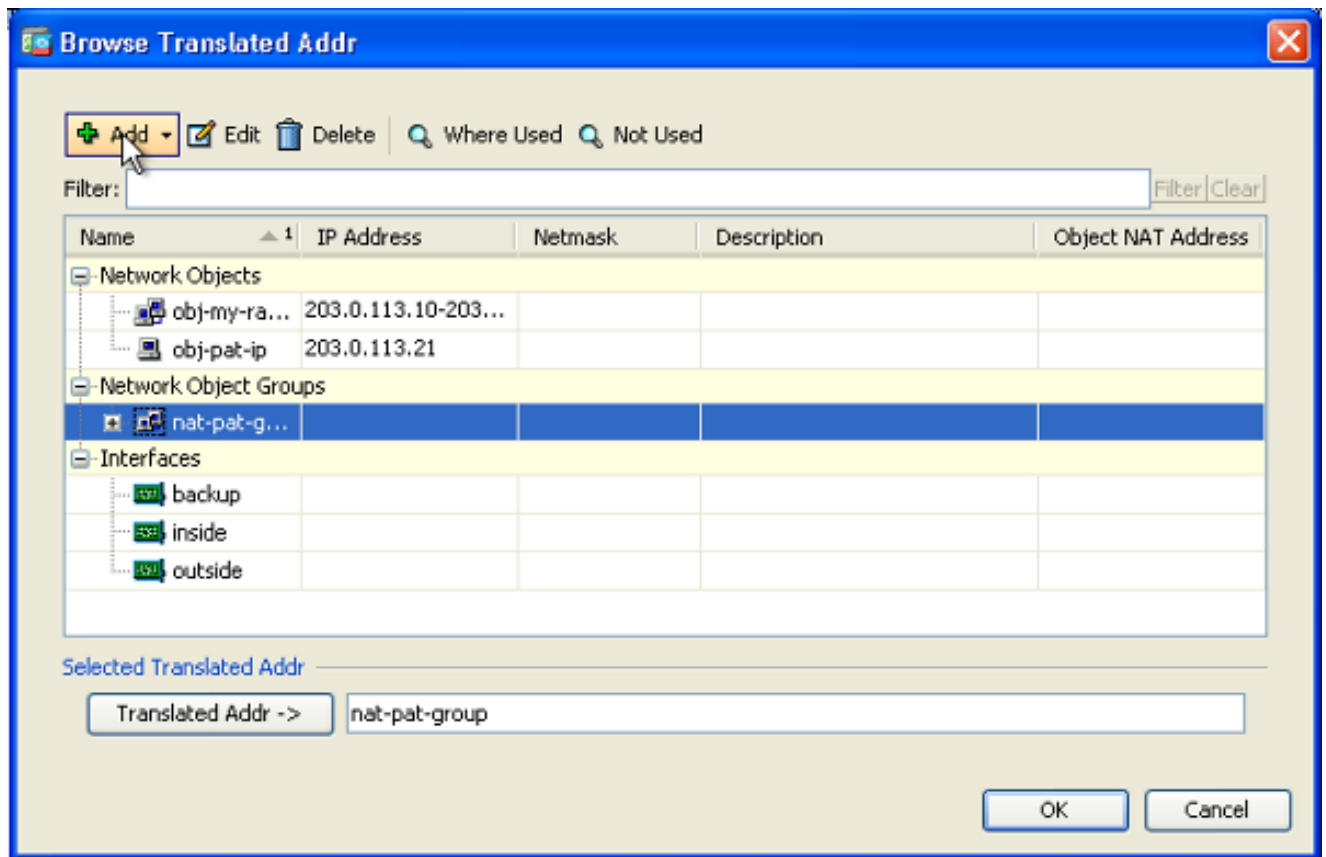 Browse Translated Addr
Add Edit Delete Where Used Not Used
Filter: Filter Clear
Name 1 IP Address Netmask Description Object NAT Address
Network Objects
obj-my-ra... 203.0.113.10-203...
obj-pat-ip 203.0.113.21
Network Object Groups
nat-pat-g...
Interfaces
backup
inside
outside
Selected Translated Addr
Translated Addr -> nat-pat-group
OK Cancel